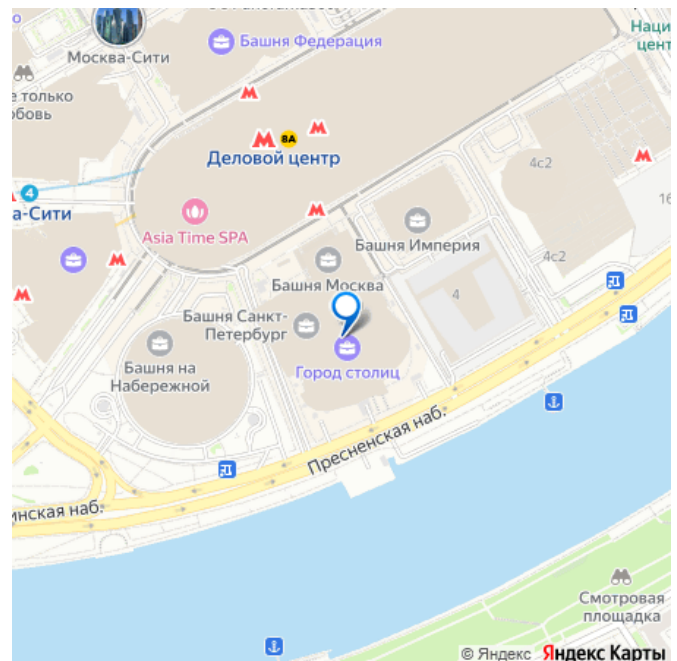 Башня Федерация
Москва-Сити
Наци
цент
е только
юбовь
8А
Деловой центр
4с2
4
а-Сити
16
Asia Time SPA
Башня Империя
4с2
Башня Москва
4
Башня Санкт-
Петербург
Башня на
Набережной
Город столиц
Пресненская наб.
инская наб.
Смотровая
площадка
© Яндекс Яндекс Карты